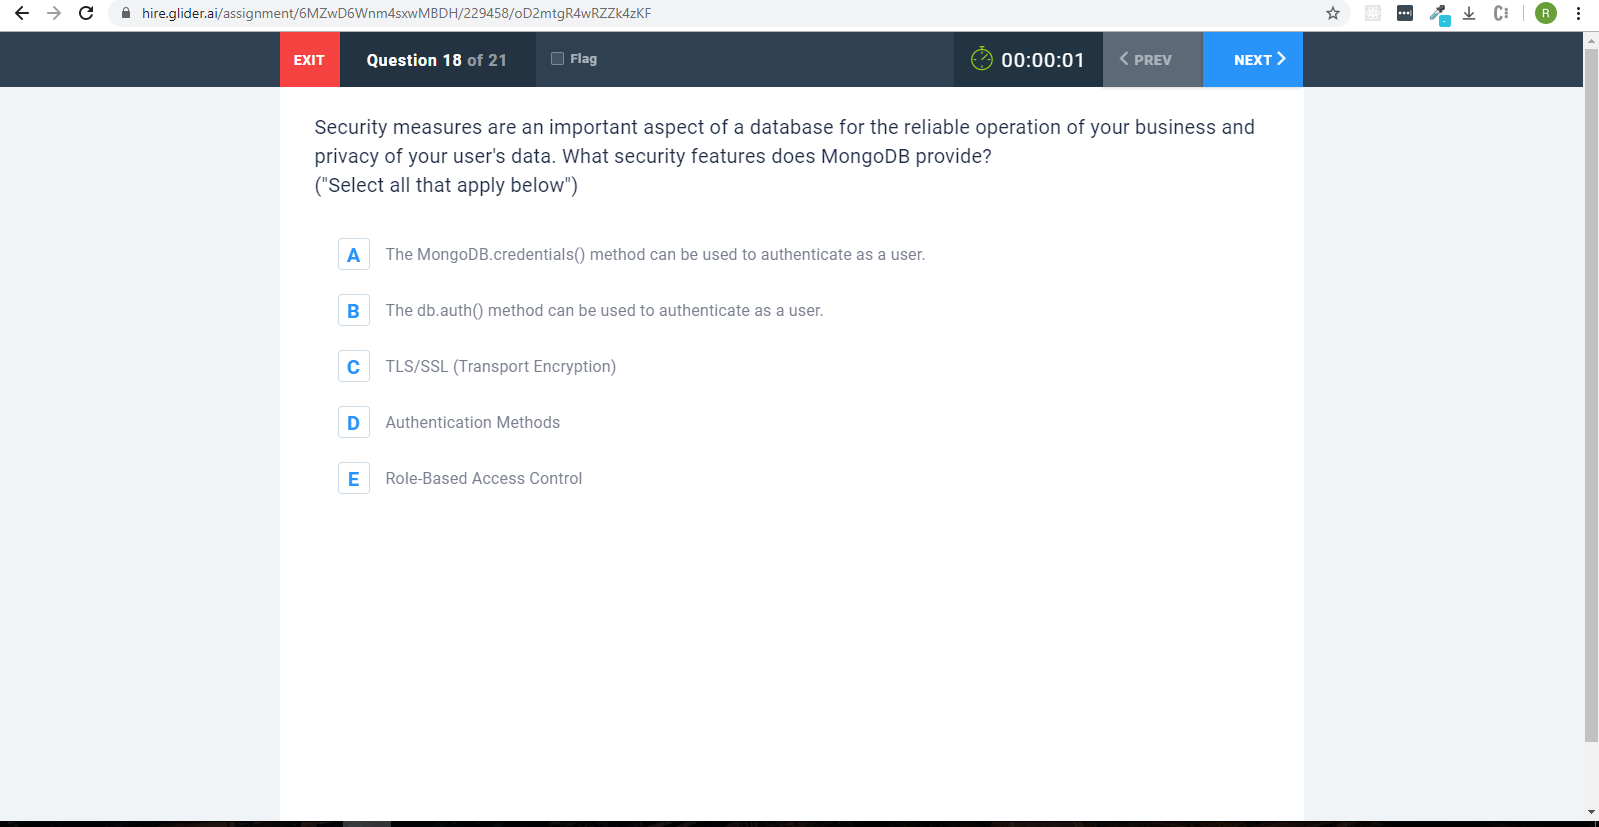 hire.glider.ai/assignment/6MZwD6Wnm4sxwMBDH/229458/oD2mtgR4wRZZk4zKF
R
EXIT
Question 18 of 21
Flag
00:00:01
PREV
NEXT
Security measures are an important aspect of a database for the reliable operation of your business and
privacy of your user's data. What security features does MongoDB provide?
("Select all that apply below")
A The MongoDB.credentials() method can be used to authenticate as a user.
B The db.auth() method can be used to authenticate as a user.
C TLS/SSL (Transport Encryption)
D Authentication Methods
E Role-Based Access Control